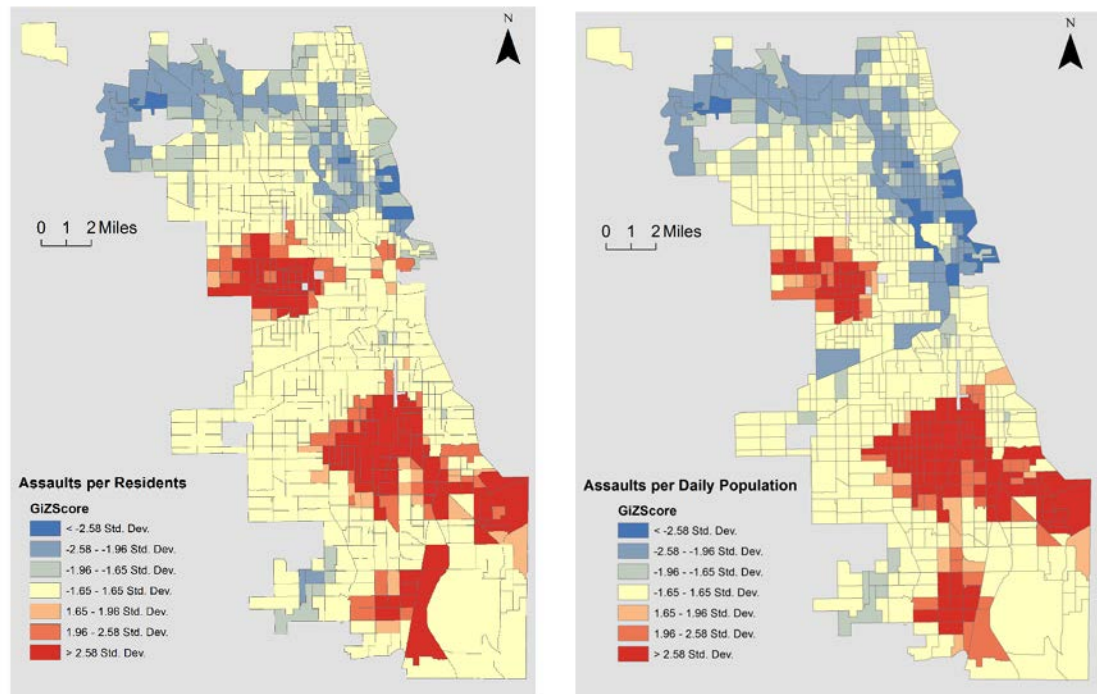 N
0 1 2 Miles
Assaults per Residents
GiZScore
< -2.58 Std. Dev.
-2.58 - -1.96 Std. Dev.
-1.96 - -1.65 Std. Dev.
-1.65 - 1.65 Std. Dev.
1.65 - 1.96 Std. Dev.
1.96 - 2.58 Std. Dev.
> 2.58 Std. Dev.
N
0 1 2 Miles
Assaults per Daily Population
GiZScore
< -2.58 Std. Dev.
-2.58 - -1.96 Std. Dev.
-1.96 - -1.65 Std. Dev.
-1.65 - 1.65 Std. Dev.
1.65 - 1.96 Std. Dev.
1.96 - 2.58 Std. Dev.
> 2.58 Std. Dev.